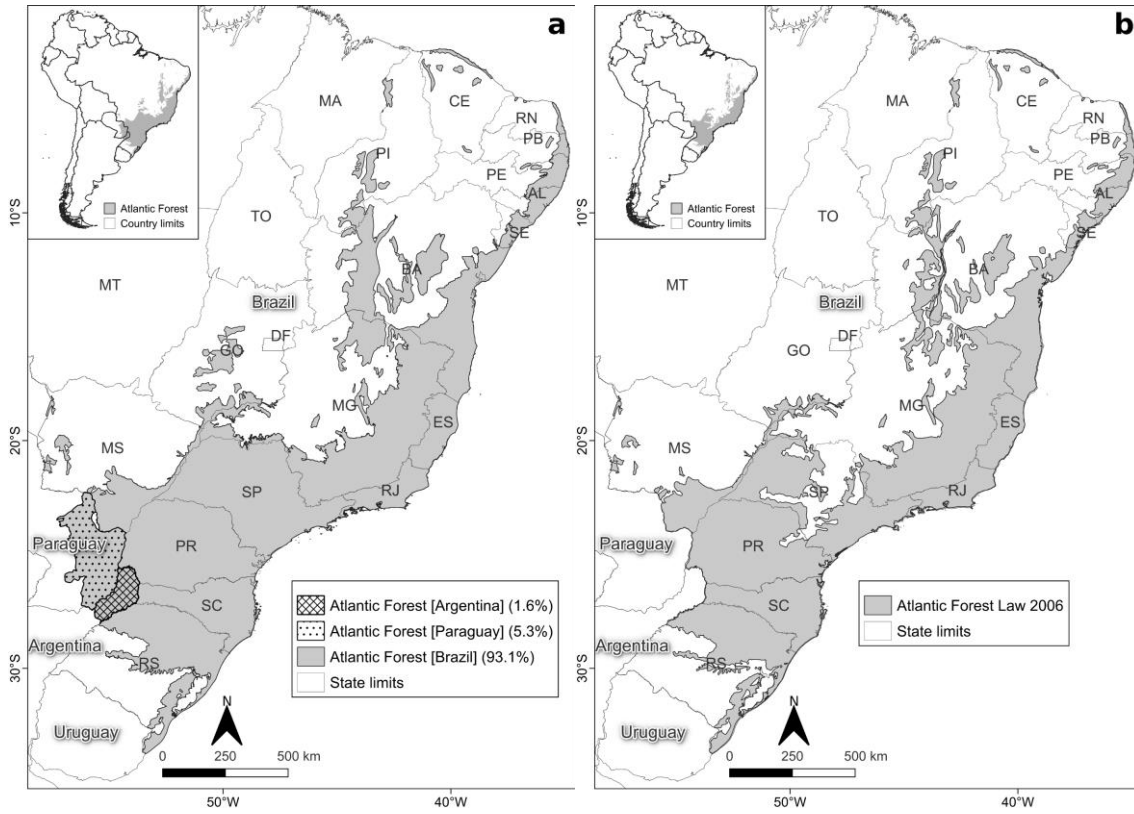 a
Atlantic Forest
Country limits
MA
CE
RN
PB
PI
PE
AL
TO
SE
BA
MT
Brazil
DF
GO
MG
ES
MS
SP
RJ
Paraguay
PR
SC
Argentina
RS
Uruguay
Atlantic Forest [Argentina] (1.6%)
Atlantic Forest [Paraguay] (5.3%)
Atlantic Forest [Brazil] (93.1%)
State limits
N
0 250 500 km
10°S
20°S
30°S
50°W 40°W
b
Atlantic Forest
Country limits
MA
CE
RN
PB
PI
PE
AL
TO
SE
BA
MT
Brazil
DF
GO
MG
ES
MS
SP
RJ
Paraguay
PR
SC
Argentina
RS
Uruguay
Atlantic Forest Law 2006
State limits
N
0 250 500 km
10°S
20°S
30°S
50°W 40°W